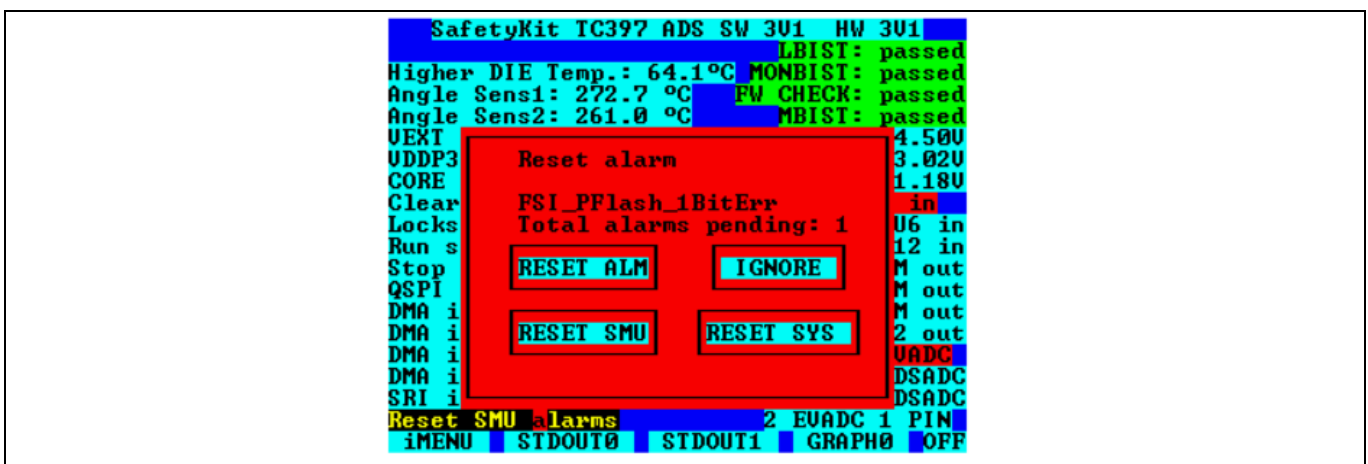 SafetyKit TC397 ADS SW 3V1 HW 3V1
LBIST: passed
Higher DIE Temp.: 64.1ºC MONBIST: passed
Angle Sens1: 272.7 ºC FW CHECK: passed
Angle Sens2: 261.0 ºC MBIST: passed
VEXT 4.50V
VDDP3 Reset alarm 3.02V
CORE 1.18V
Clear FSI_PFlash_1BitErr in
Locks Total alarms pending: 1 U6 in
Run s 12 in
Stop RESET ALM IGNORE M out
QSPI M out
DMA i M out
DMA i RESET SMU RESET SYS 2 out
DMA i VADC
DMA i DSADC
SRI i DSADC
Reset SMU alarms 2 EVADC 1 PIN
iMENU STDOUT0 STDOUT1 GRAPH0 OFF